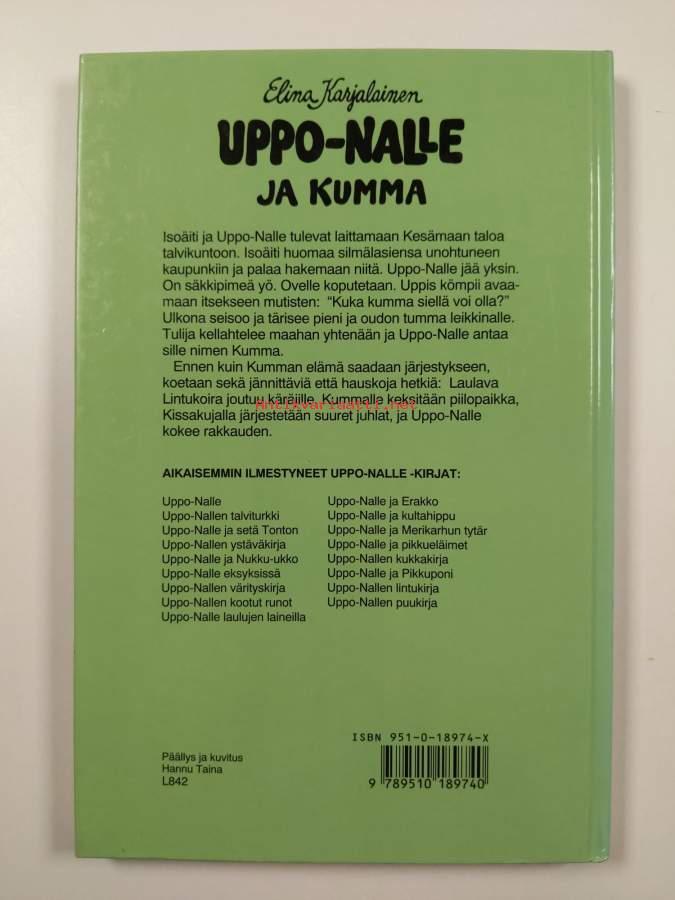 Elina Karjalainen
UPPO-NALLE
JA KUMMA
Isoäiti ja Uppo-Nalle tulevat laittamaan Kesämaan taloa
talvikuntoon. Isoäiti huomaa silmälasiensa unohtuneen
kaupunkiin ja palaa hakemaan niitä. Uppo-Nalle jää yksin.
On säkkipimeä yö. Ovelle koputetaan. Uppis kömpii avaa-
maan itsekseen mutisten: "Kuka kumma siellä voi olla?"
Ulkona seisoo ja tärisee pieni ja oudon tumma leikkinalle.
Tulija kellahtelee maahan yhtenään ja Uppo-Nalle antaa
sille nimen Kumma.
Ennen kuin Kumman elämä saadaan järjestykseen,
koetaan sekä jännittäviä että hauskoja hetkiä: Laulava
Lintukoira joutuu käräjille, Kummalle keksitään piilopaikka,
Antikvariaatti.net
Kissakujalla järjestetään suuret juhlat, ja Uppo-Nalle
kokee rakkauden.
AIKAISEMMIN ILMESTYNEET UPPO-NALLE -KIRJAT:
Uppo-Nalle
Uppo-Nallen talviturkki
Uppo-Nalle ja setä Tonton
Uppo-Nallen ystäväkirja
Uppo-Nalle ja Nukku-ukko
Uppo-Nalle eksyksissä
Uppo-Nallen värityskirja
Uppo-Nallen kootut runot
Uppo-Nalle laulujen laineilla
Uppo-Nalle ja Erakko
Uppo-Nalle ja kultahippu
Uppo-Nalle ja Merikarhun tytär
Uppo-Nalle ja pikkueläimet
Uppo-Nallen kukkakirja
Uppo-Nalle ja Pikkuponi
Uppo-Nallen lintukirja
Uppo-Nallen puukirja
Päällys ja kuvitus
Hannu Taina
L842
ISBN 951-0-18974-X
9 789510 189740